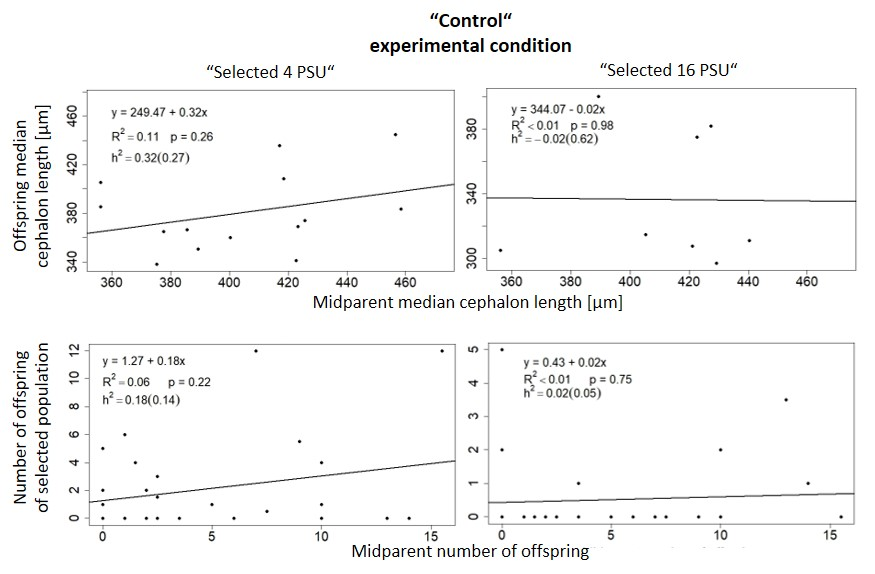 “Control“
experimental condition
“Selected 4 PSU“
“Selected 16 PSU“
Offspring median
cephalon length [µm]
460
420
380
340
y = 249.47 + 0.32x
R² = 0.11 p = 0.26
h² = 0.32(0.27)
360 380 400 420 440 460
380
340
300
y = 344.07 - 0.02x
R² < 0.01 p = 0.98
h² = −0.02(0.62)
360 380 400 420 440 460
Midparent median cephalon length [µm]
Number of offspring
of selected population
12
10
8
6
4
2
0
y = 1.27 + 0.18x
R² = 0.06 p = 0.22
h² = 0.18(0.14)
0 5 10 15
5
4
3
2
1
0
y = 0.43 + 0.02x
R² < 0.01 p = 0.75
h² = 0.02(0.05)
0 5 10 15
Midparent number of offspring